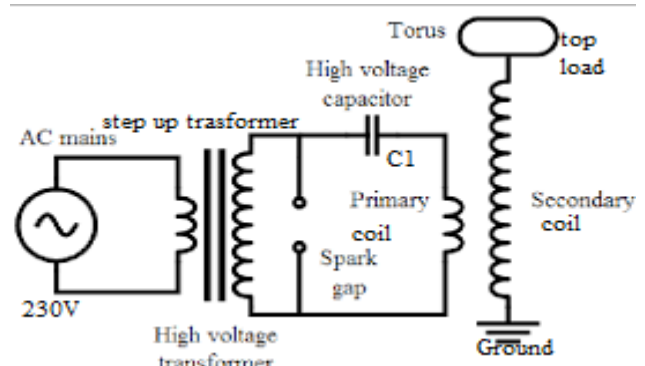 Torus
top
load
High voltage
capacitor
step up trasformer
AC mains
C1
Primary
coil
Secondary
coil
Spark
gap
230V
High voltage
transformer
Ground